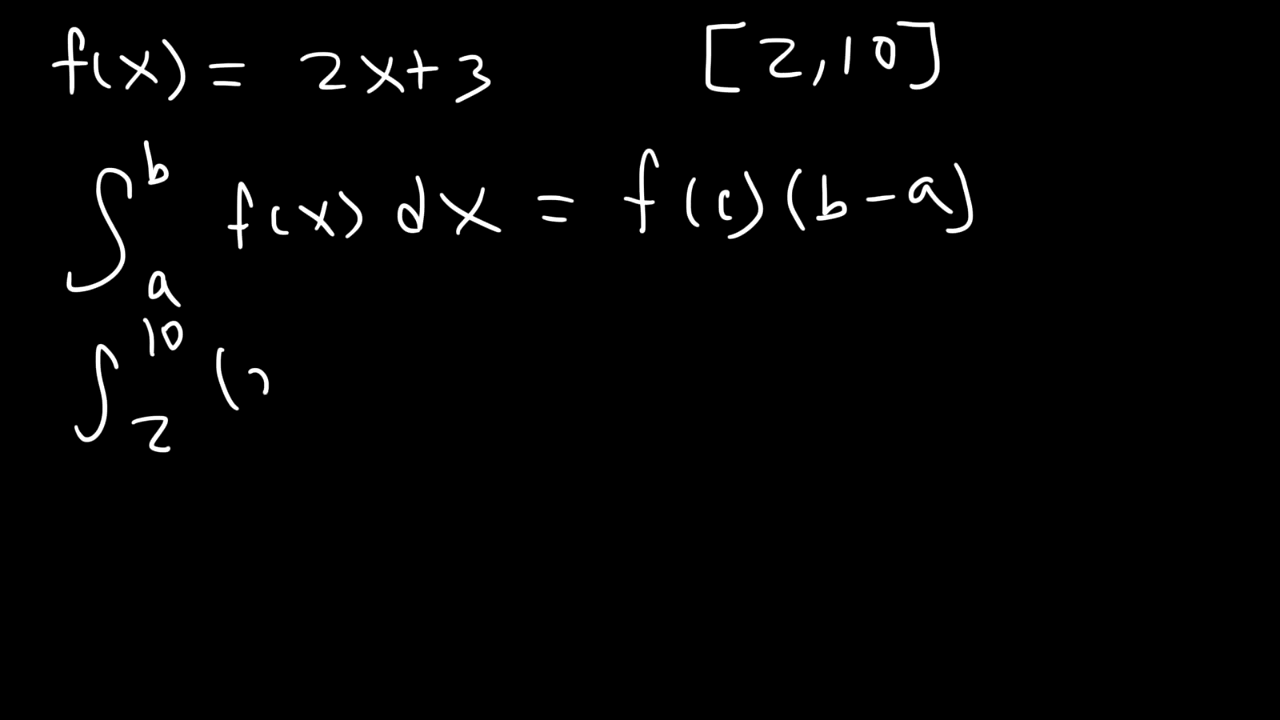 f(x) = 2x+3 [2,10]
∫_a^b f(x) dx = f(c)(b-a)
∫_2^10 (